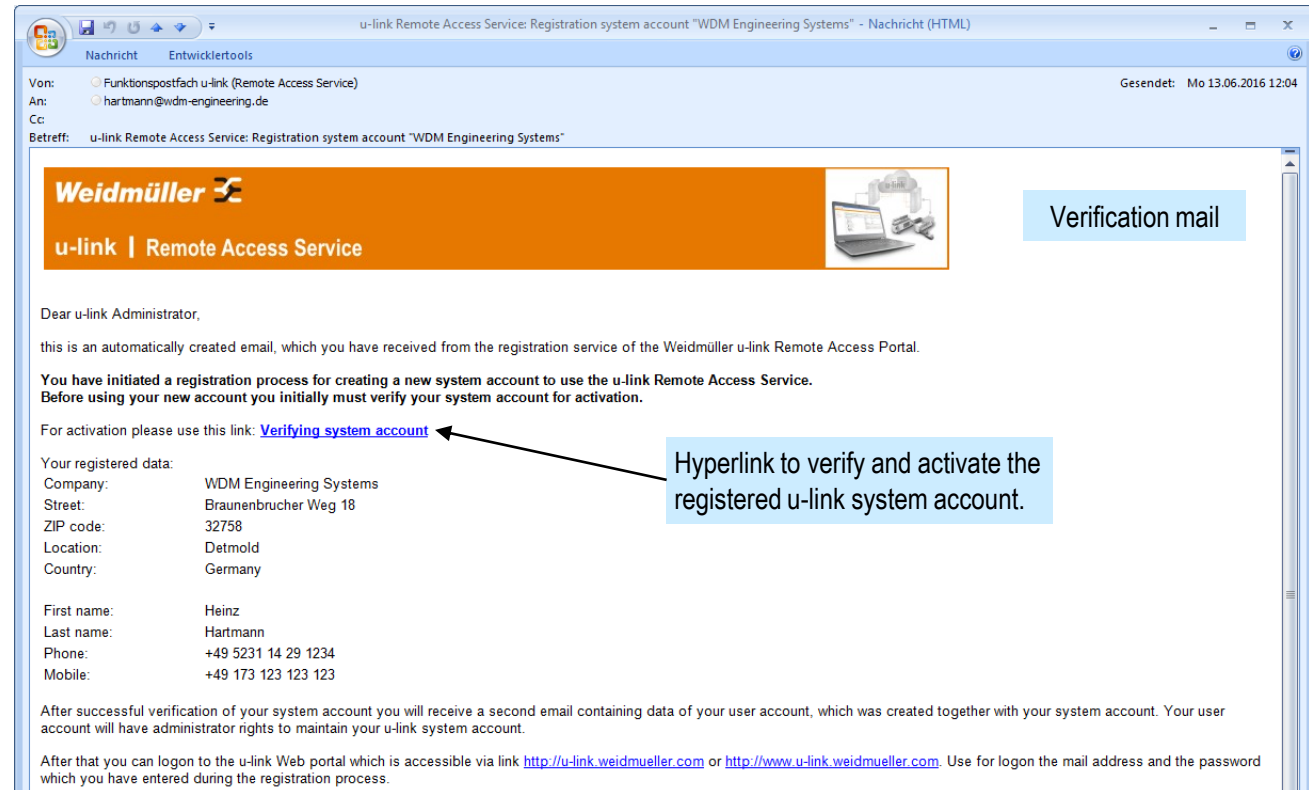 u-link Remote Access Service: Registration system account "WDM Engineering Systems" - Nachricht (HTML)
Nachricht Entwicklertools
Von: Funktionspostfach u-link (Remote Access Service) Gesendet: Mo 13.06.2016 12:04
An: hartmann@wdm-engineering.de
Cc:
Betreff: u-link Remote Access Service: Registration system account "WDM Engineering Systems"
Weidmüller
u-link
Verification mail
u-link | Remote Access Service
Dear u-link Administrator,
this is an automatically created email, which you have received from the registration service of the Weidmüller u-link Remote Access Portal.
You have initiated a registration process for creating a new system account to use the u-link Remote Access Service.
Before using your new account you initially must verify your system account for activation.
For activation please use this link: Verifying system account
Hyperlink to verify and activate the
registered u-link system account.
Your registered data:
Company: WDM Engineering Systems
Street: Braunenbrucher Weg 18
ZIP code: 32758
Location: Detmold
Country: Germany
First name: Heinz
Last name: Hartmann
Phone: +49 5231 14 29 1234
Mobile: +49 173 123 123 123
After successful verification of your system account you will receive a second email containing data of your user account, which was created together with your system account. Your user
account will have administrator rights to maintain your u-link system account.
After that you can logon to the u-link Web portal which is accessible via link http://u-link.weidmueller.com or http://www.u-link.weidmueller.com. Use for logon the mail address and the password
which you have entered during the registration process.